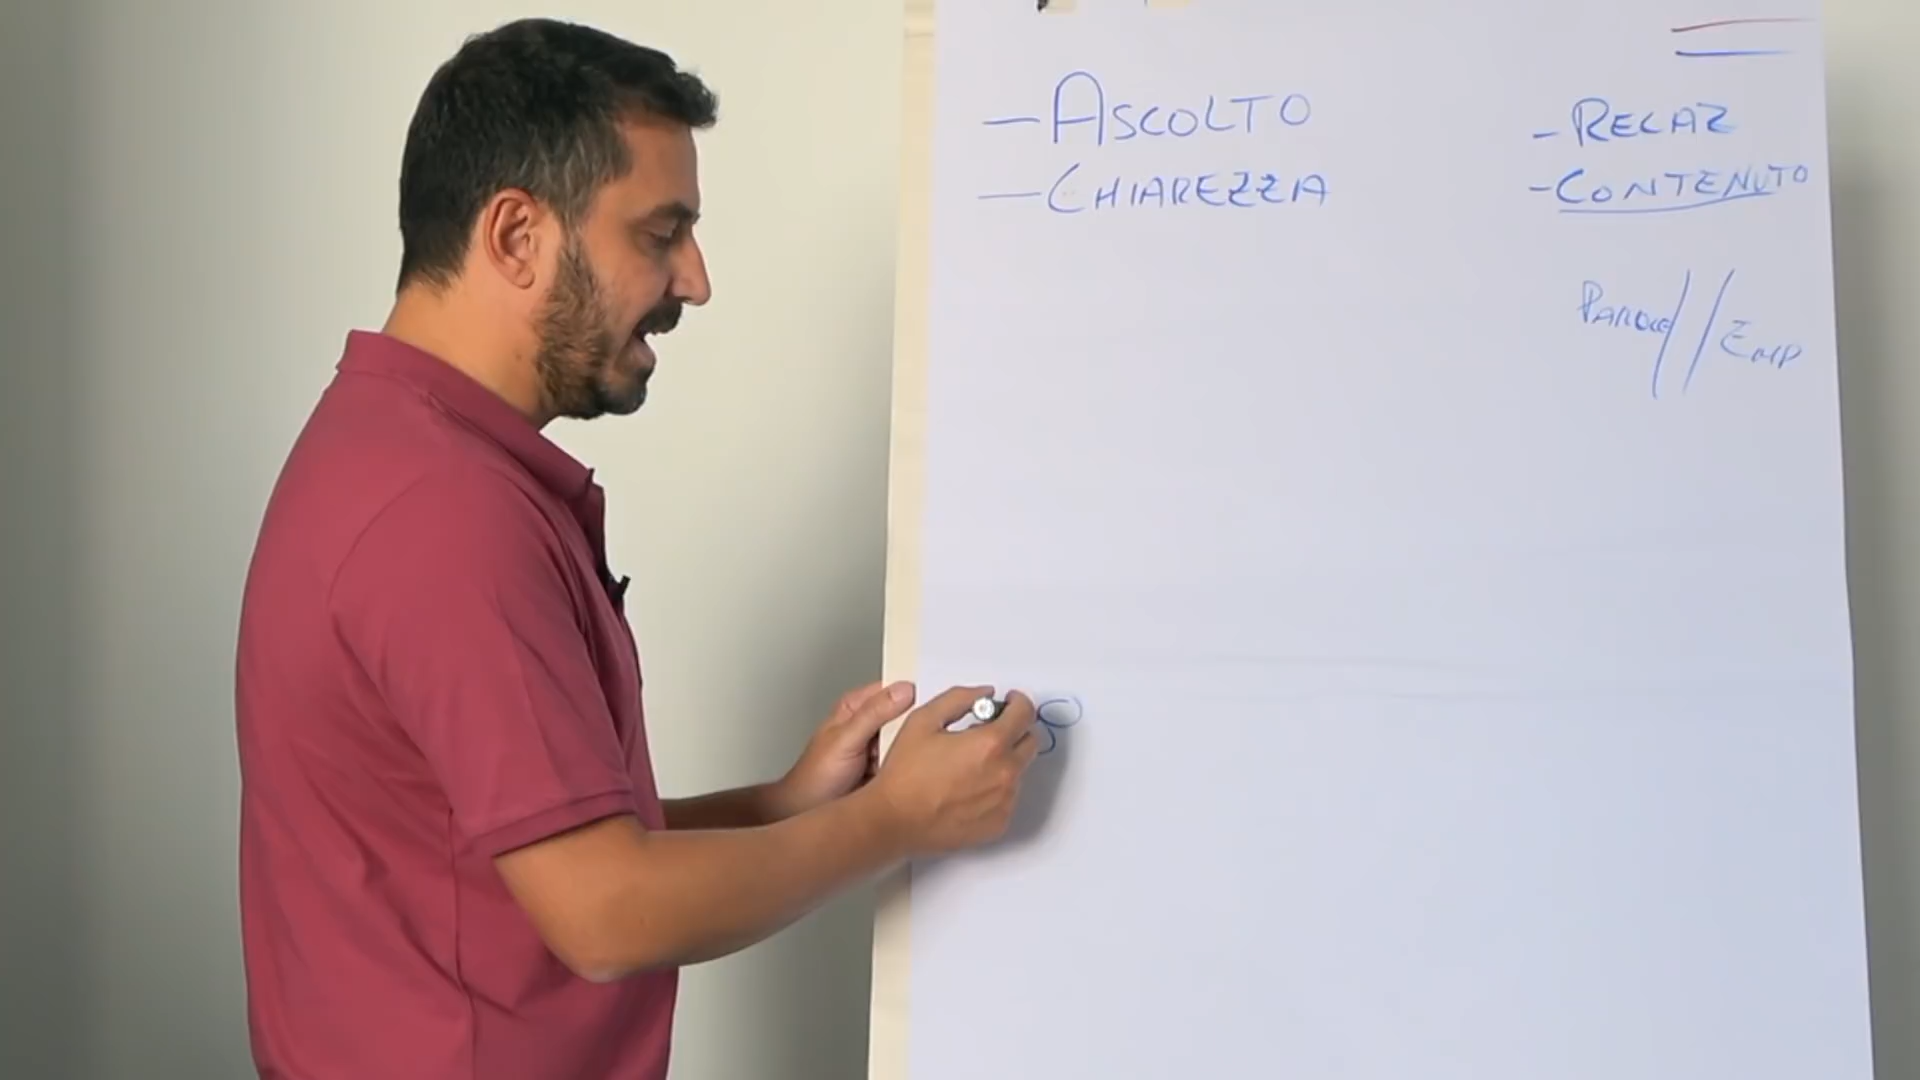 — ASCOLTO
— CHIAREZZA
- RELAZ
- CONTENUTO
PAROLE // EMP